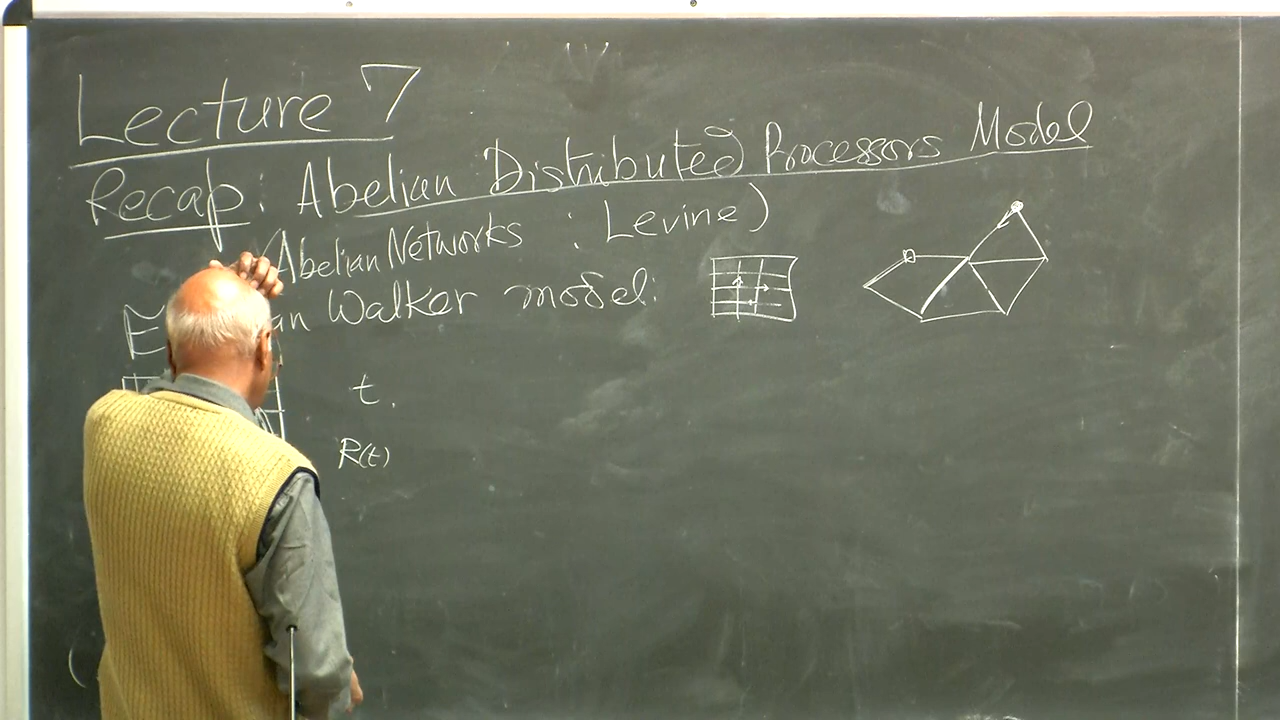 Lecture 7
Recap: Abelian Distributed Processors Model
(Abelian Networks : Levine)
Walker model:
t.
R(t)